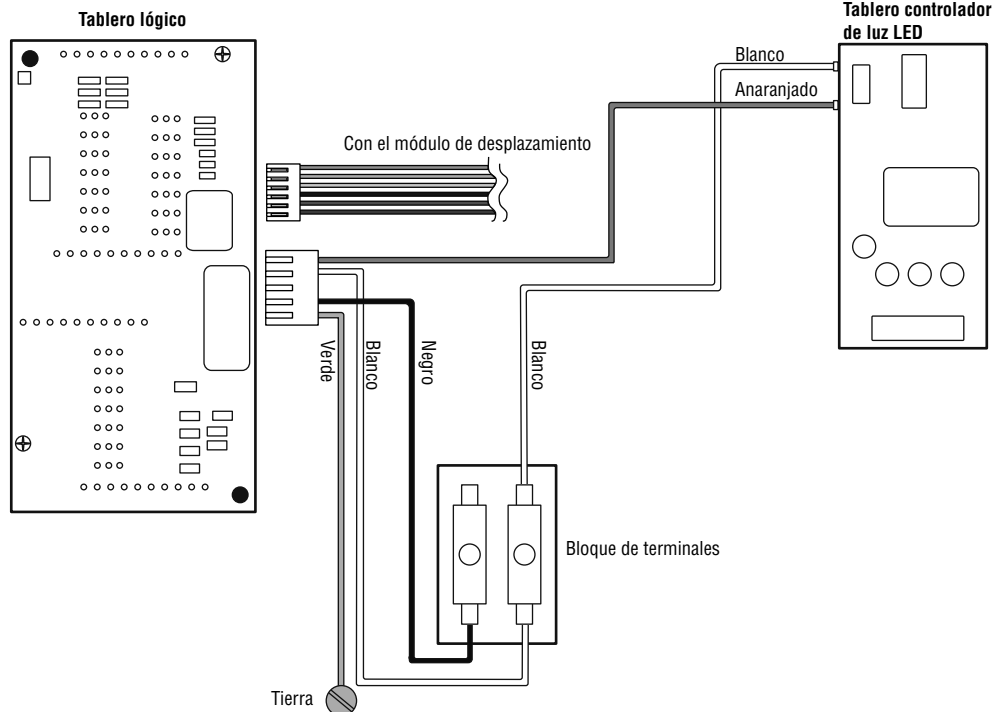 Tablero lógico
Tablero controlador
de luz LED
Blanco
Anaranjado
Con el módulo de desplazamiento
Verde
Blanco
Negro
Blanco
Bloque de terminales
Tierra